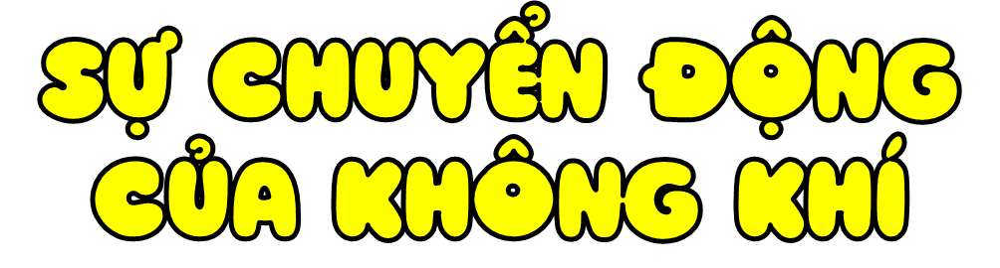 SỰ CHUYỂN ĐỘNG
CỦA KHÔNG KHÍ